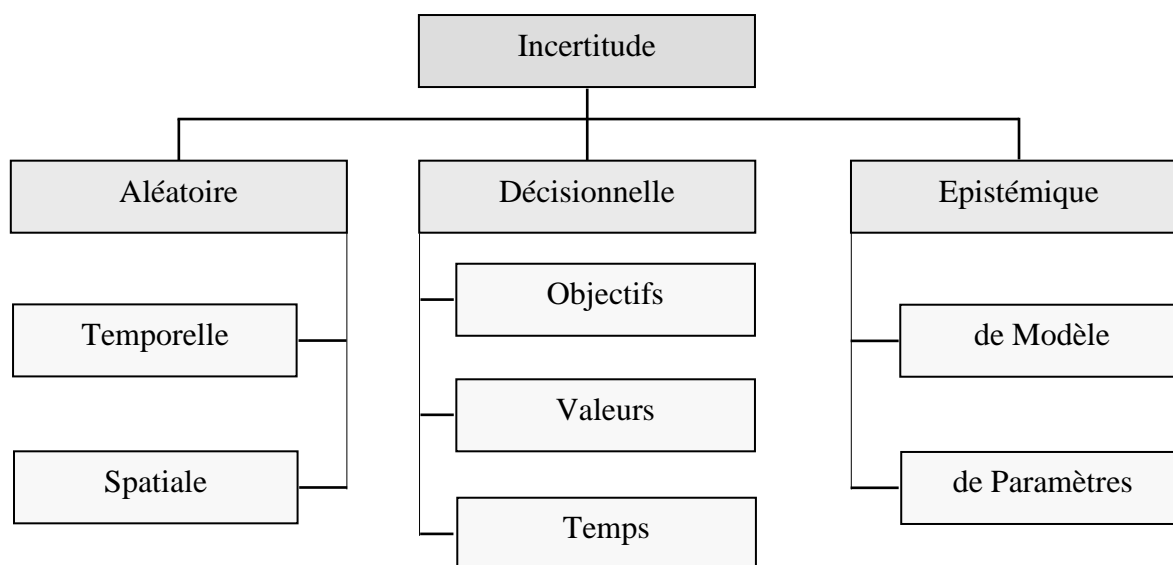 Incertitude
Aléatoire
Décisionnelle
Epistémique
Temporelle
Spatiale
Objectifs
Valeurs
Temps
de Modèle
de Paramètres